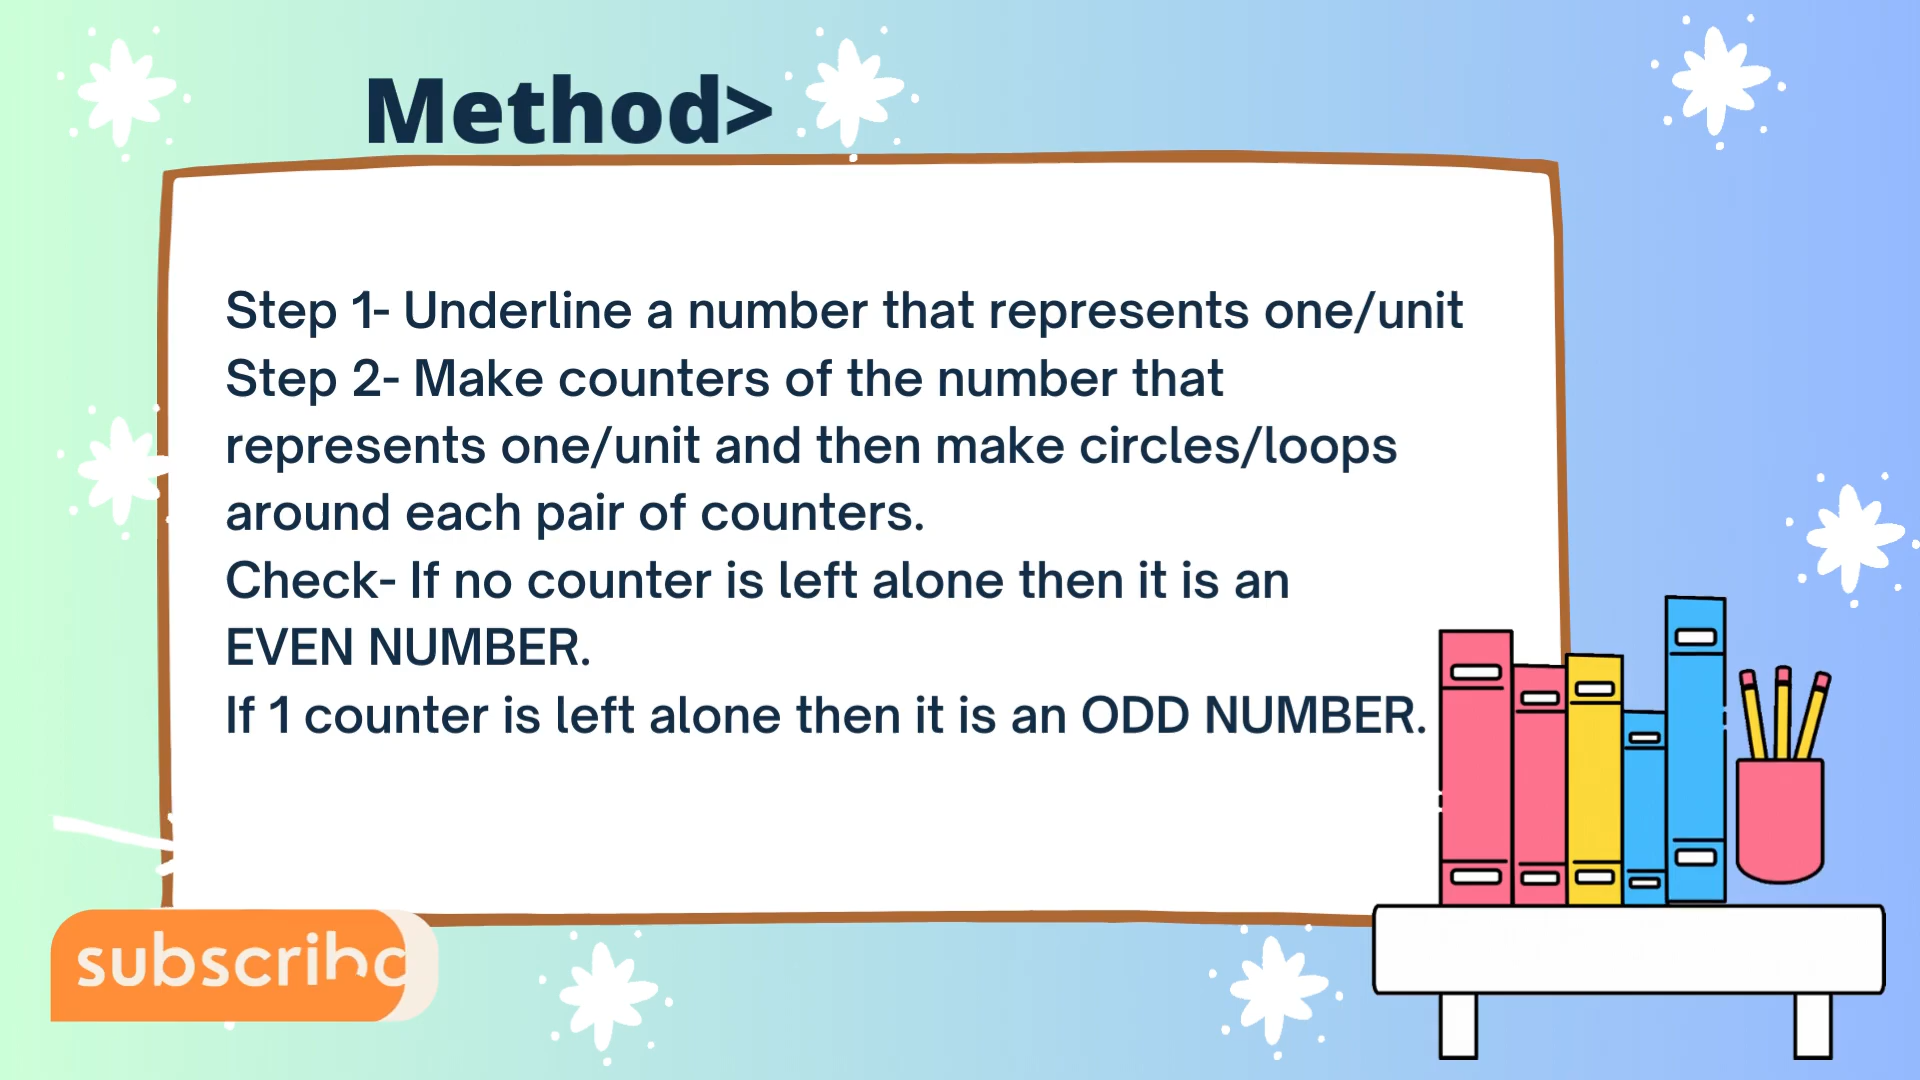 Method>
Step 1- Underline a number that represents one/unit
Step 2- Make counters of the number that
represents one/unit and then make circles/loops
around each pair of counters.
Check- If no counter is left alone then it is an
EVEN NUMBER.
If 1 counter is left alone then it is an ODD NUMBER.